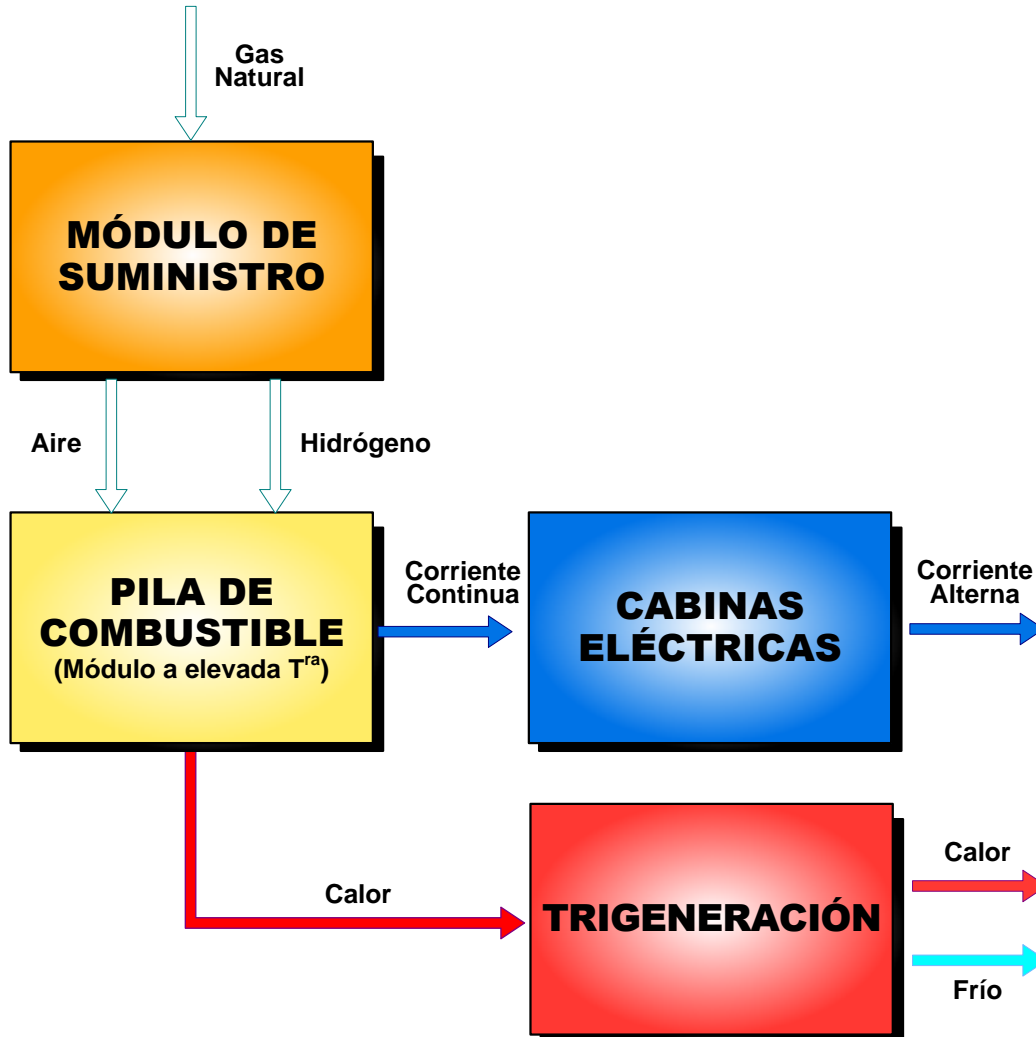 Gas
Natural
MÓDULO DE
SUMINISTRO
Aire
Hidrógeno
PILA DE
COMBUSTIBLE
(Módulo a elevada Tʳᵃ)
Corriente
Continua
CABINAS
ELÉCTRICAS
Corriente
Alterna
Calor
TRIGENERACIÓN
Calor
Frío